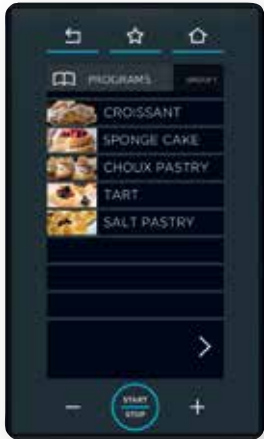 PROGRAMS
CROISSANT
SPONGE CAKE
CHOUX PASTRY
TART
SALT PASTRY
START
STOP